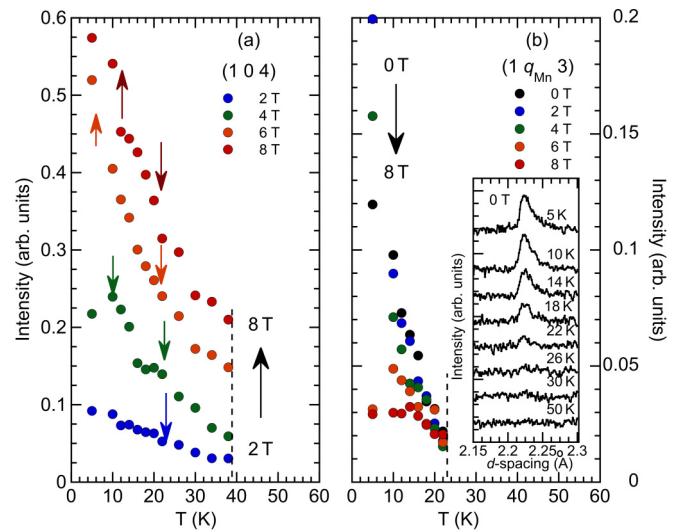 0.6
0.5
0.4
0.3
0.2
0.1
0
Intensity (arb. units)
(a)
(1 0 4)
2 T
4 T
6 T
8 T
8 T
2 T
0 10 20 30 40 50 60
T (K)
(b)
(1 qMn 3)
0 T
2 T
4 T
6 T
8 T
0 T
8 T
0.2
0.15
0.1
0.05
0
Intensity (arb. units)
0 10 20 30 40 50 60
T (K)
0 T
5 K
10 K
14 K
18 K
22 K
26 K
30 K
50 K
Intensity (arb. units)
2.15 2.2 2.25 2.3
d-spacing (A)